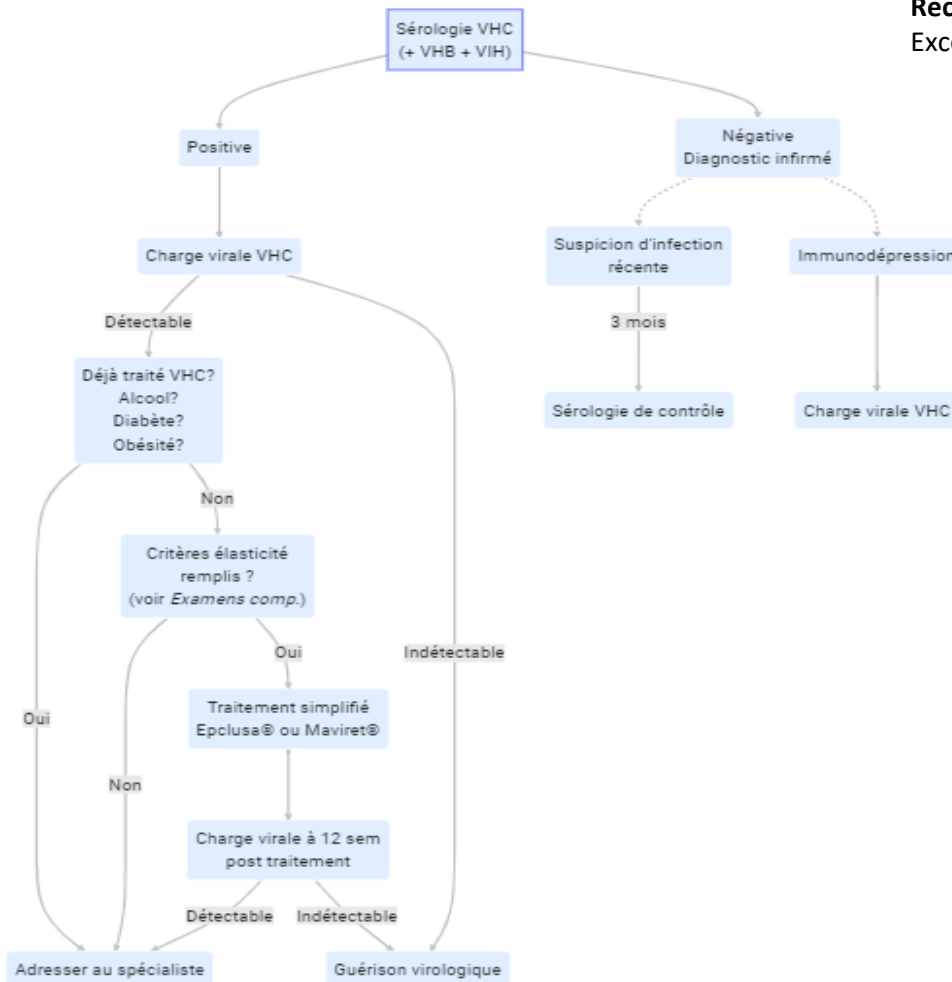 Sérologie VHC
(+ VHB + VIH)
Positive
Négative
Diagnostic infirmé
Charge virale VHC
Suspicion d'infection
récente
Immunodépression
Détectable
3 mois
Déjà traité VHC?
Alcool?
Diabète?
Obésité?
Sérologie de contrôle
Charge virale VHC
Non
Critères élasticité
remplis ?
(voir Examens comp.)
Oui
Indétectable
Oui
Traitement simplifié
Epclusa® ou Maviret®
Non
Charge virale à 12 sem
post traitement
Détectable
Indétectable
Adresser au spécialiste
Guérison virologique